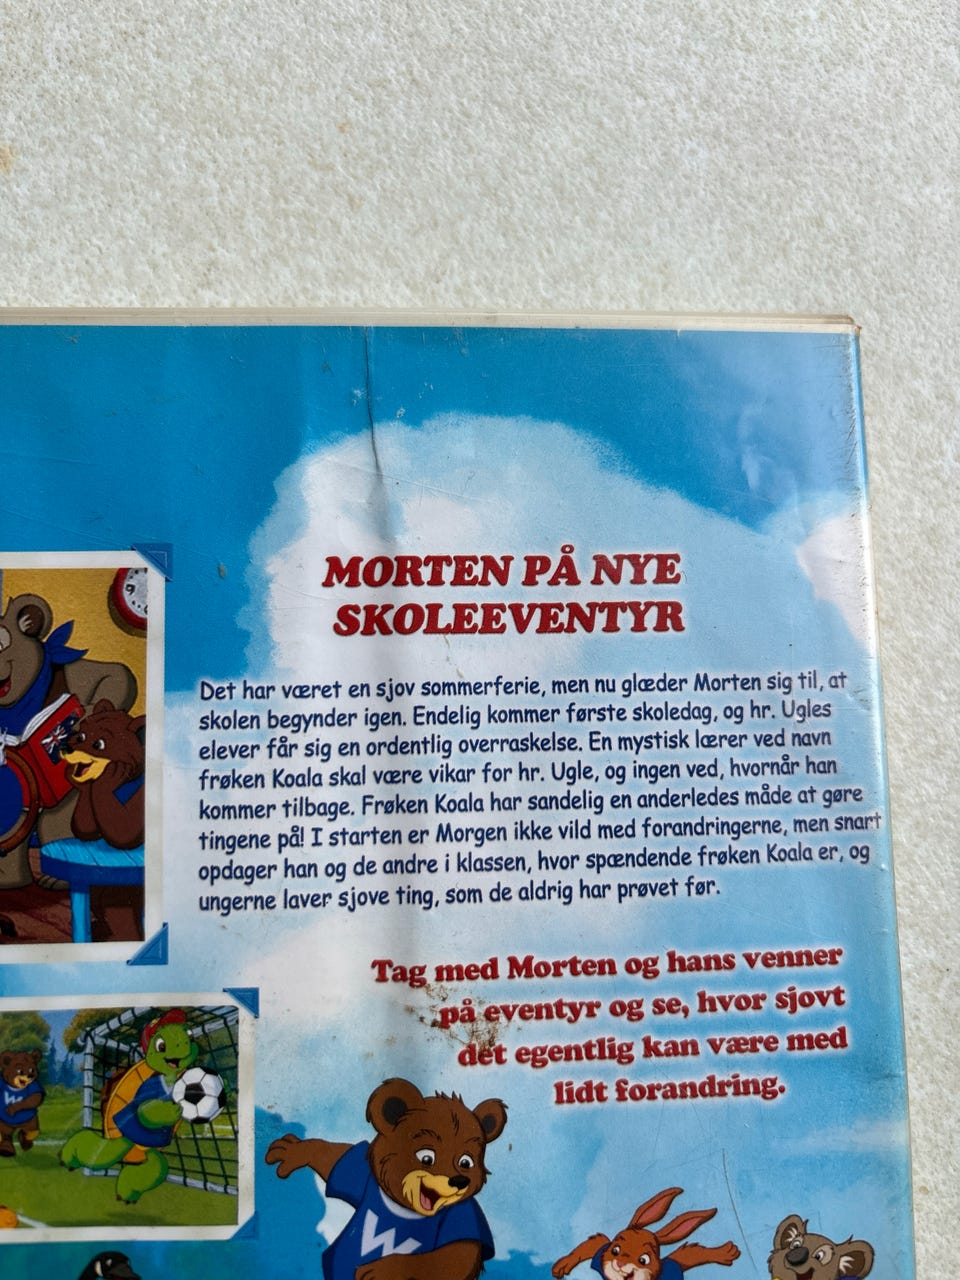 MORTEN PÅ NYE
SKOLEEVENTYR
Det har været en sjov sommerferie, men nu glæder Morten sig til, at
skolen begynder igen. Endelig kommer første skoledag, og hr. Ugles
elever får sig en ordentlig overraskelse. En mystisk lærer ved navn
frøken Koala skal være vikar for hr. Ugle, og ingen ved, hvornår han
kommer tilbage. Frøken Koala har sandelig en anderledes måde at gøre
tingene på! I starten er Morgen ikke vild med forandringerne, men snart
opdager han og de andre i klassen, hvor spændende frøken Koala er, og
ungerne laver sjove ting, som de aldrig har prøvet før.
Tag med Morten og hans venner
på eventyr og se, hvor sjovt
det egentlig kan være med
lidt forandring.
W
W